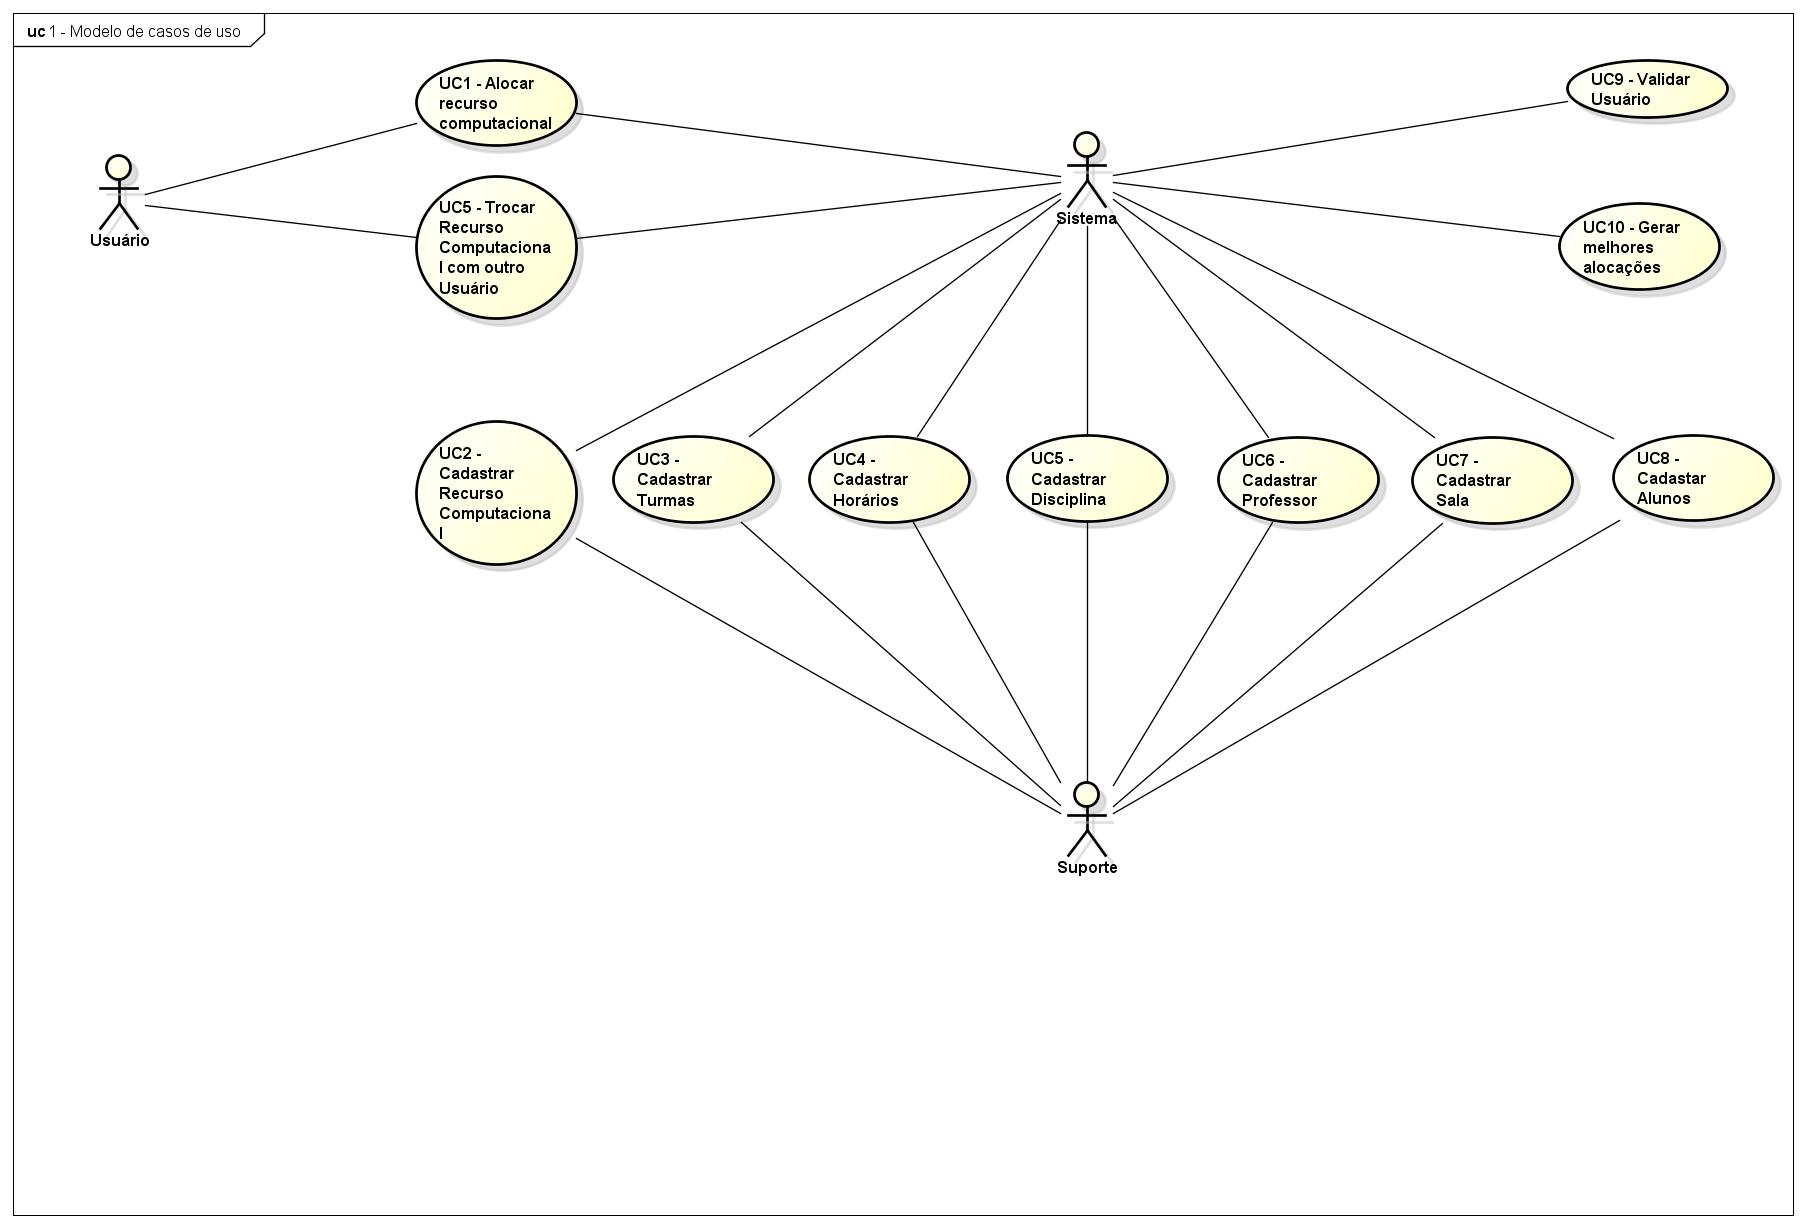 uc 1 - Modelo de casos de uso
UC1 - Alocar
recurso
computacional
UC9 - Validar
Usuário
Usuário
UC5 - Trocar
Recurso
Computaciona
l com outro
Usuário
Sistema
UC10 - Gerar
melhores
alocações
UC2 -
Cadastrar
Recurso
Computaciona
l
UC3 -
Cadastrar
Turmas
UC4 -
Cadastrar
Horários
UC5 -
Cadastrar
Disciplina
UC6 -
Cadastrar
Professor
UC7 -
Cadastrar
Sala
UC8 -
Cadastar
Alunos
Suporte